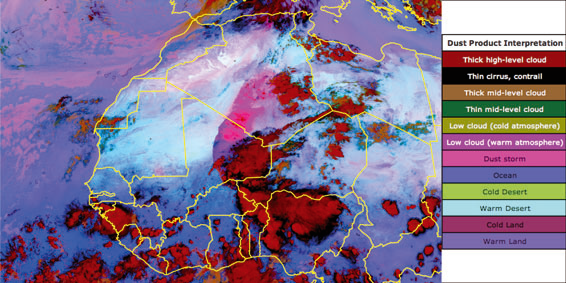 Dust Product Interpretation
Thick high-level cloud
Thin cirrus, contrail
Thick mid-level cloud
Thin mid-level cloud
Low cloud (cold atmosphere)
Low cloud (warm atmosphere)
Dust storm
Ocean
Cold Desert
Warm Desert
Cold Land
Warm Land